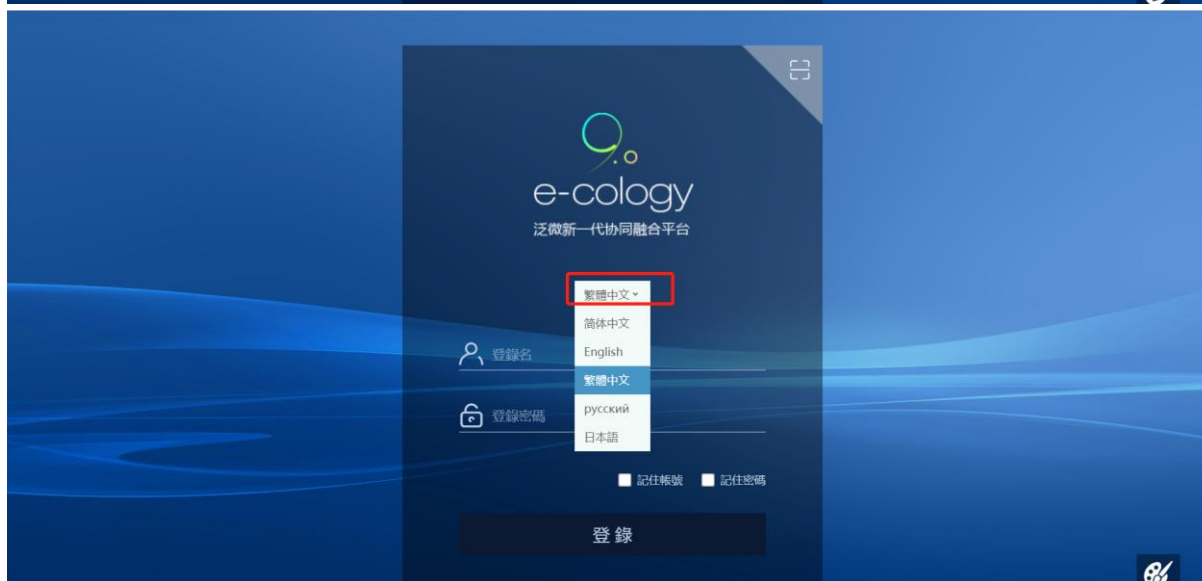 9.0
e-cology
泛微新一代协同融合平台
繁體中文
简体中文
English
登錄名
繁體中文
русский
登錄密碼
日本語
記住帳號 記住密碼
登錄